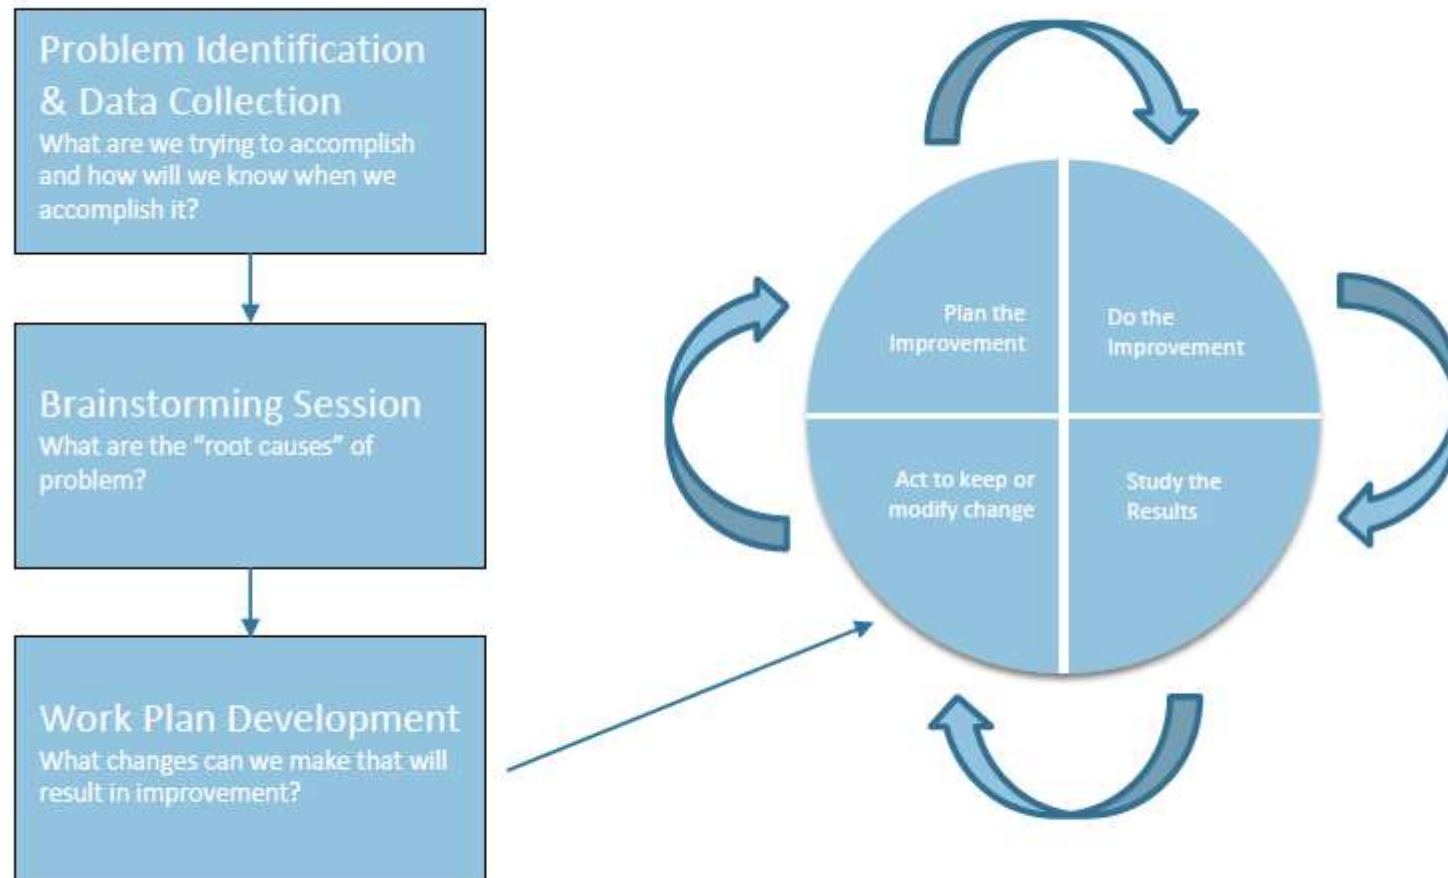 Problem Identification
& Data Collection
What are we trying to accomplish
and how will we know when we
accomplish it?
Brainstorming Session
What are the “root causes” of
problem?
Work Plan Development
What changes can we make that will
result in improvement?
Plan the
Improvement
Do the
Improvement
Act to keep or
modify change
Study the
Results